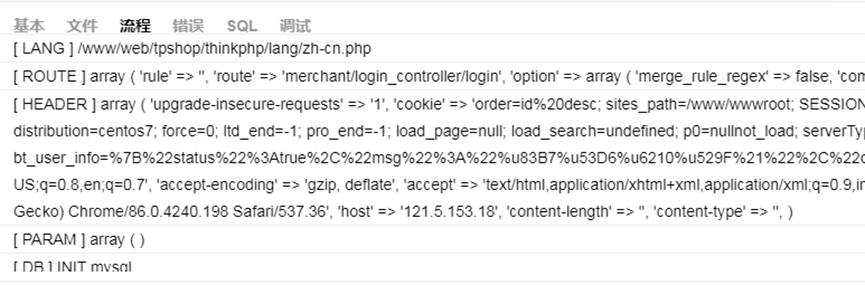 基本 文件 流程 错误 SQL 调试
[ LANG ] /www/web/tpshop/thinkphp/lang/zh-cn.php
[ ROUTE ] array ( 'rule' => '', 'route' => 'merchant/login_controller/login', 'option' => array ( 'merge_rule_regex' => false, 'com
[ HEADER ] array ( 'upgrade-insecure-requests' => '1', 'cookie' => 'order=id%20desc; sites_path=/www/wwwroot; SESSION
distribution=centos7; force=0; ltd_end=-1; pro_end=-1; load_page=null; load_search=undefined; p0=nullnot_load; serverTyp
bt_user_info=%7B%22status%22%3Atrue%2C%22msg%22%3A%22%u83B7%u53D6%u6210%u529F%21%22%2C%22d
US;q=0.8,en;q=0.7', 'accept-encoding' => 'gzip, deflate', 'accept' => 'text/html,application/xhtml+xml,application/xml;q=0.9,in
Gecko) Chrome/86.0.4240.198 Safari/537.36', 'host' => '121.5.153.18', 'content-length' => '', 'content-type' => '', )
[ PARAM ] array ( )
[ DB ] INIT mysql